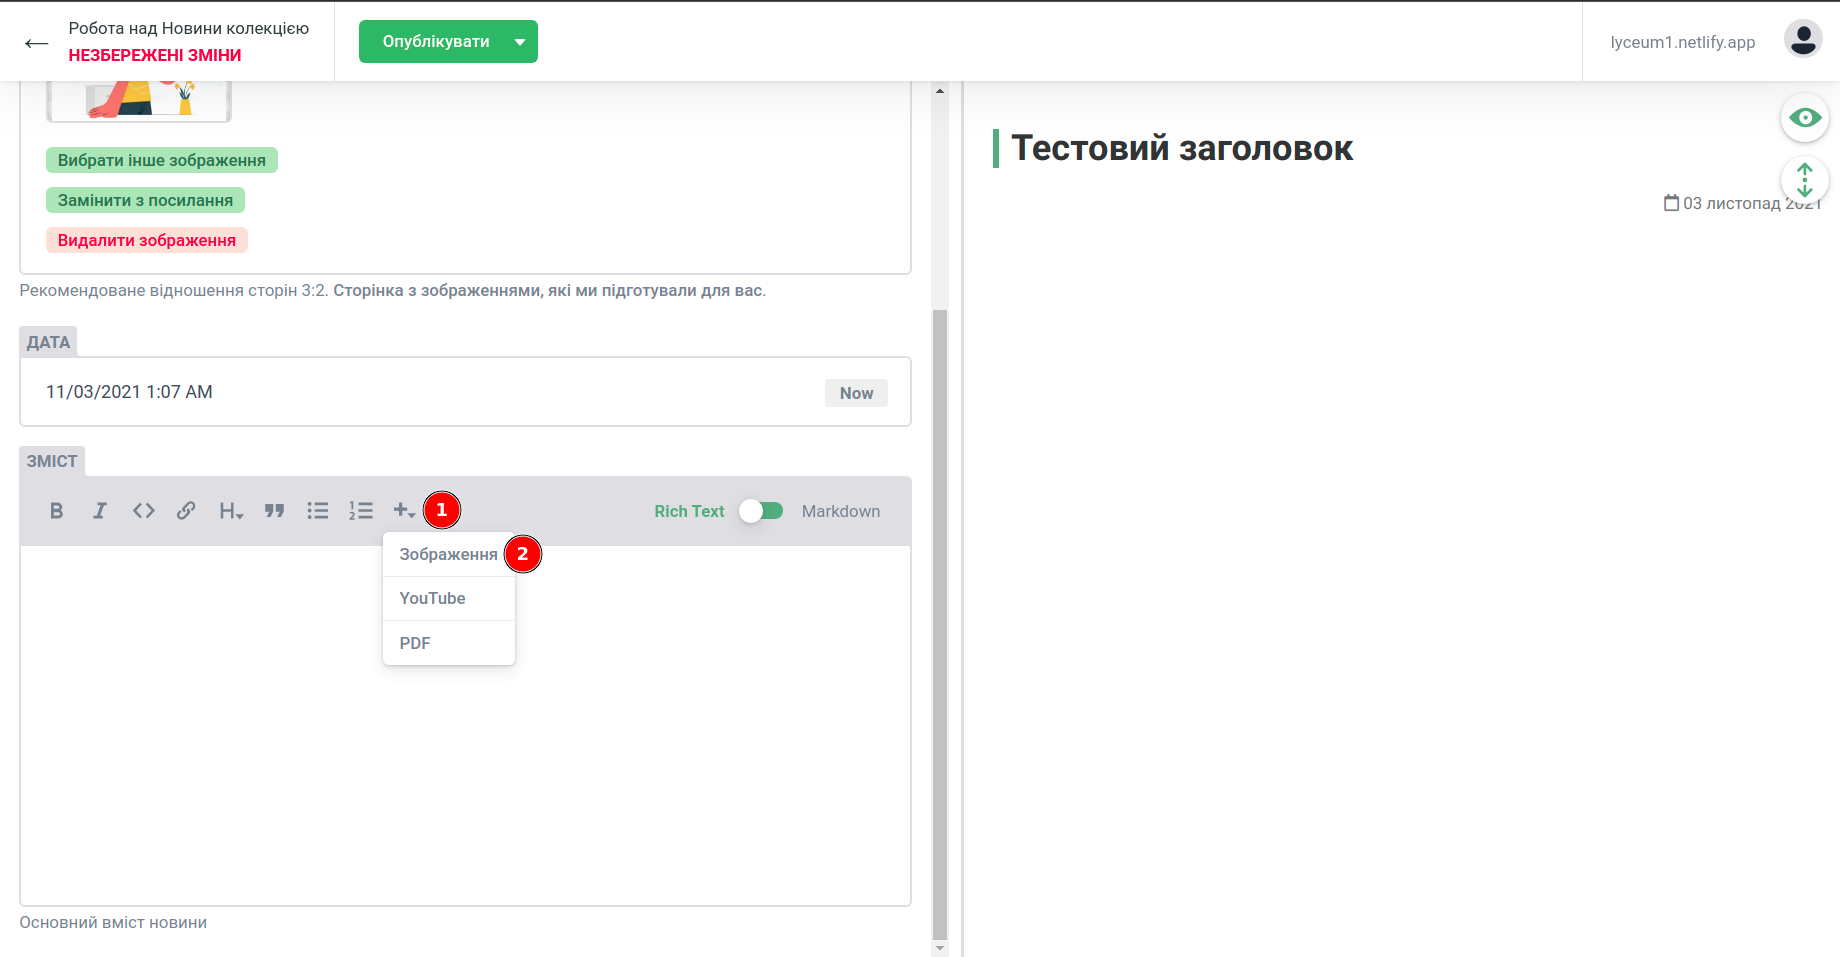 Робота над Новини колекцією
НЕЗБЕРЕЖЕНІ ЗМІНИ
Опублікувати
lyceum1.netlify.app
Вибрати інше зображення
Замінити з посилання
Видалити зображення
Рекомендоване відношення сторін 3:2. Сторінка з зображеннями, які ми підготували для вас.
ДАТА
11/03/2021 1:07 AM
Now
ЗМІСТ
1
Rich Text
Markdown
Зображення
2
YouTube
PDF
Основний вміст новини
Тестовий заголовок
03 листопад 2021